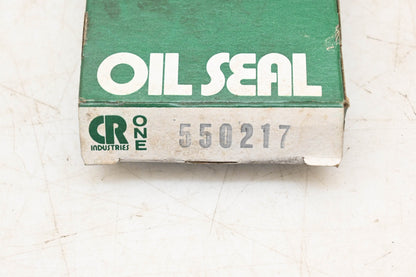 OIL SEAL
CR INDUSTRIES ONE 550217